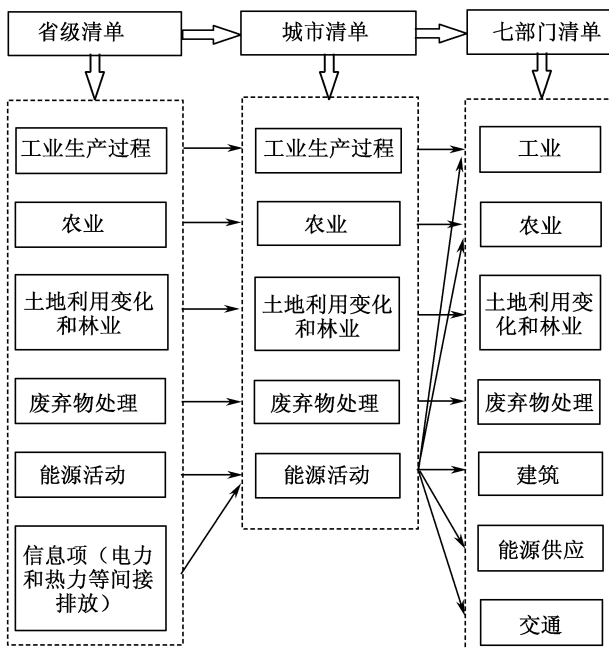 省级清单
城市清单
七部门清单
工业生产过程
工业生产过程
工业
农业
农业
农业
土地利用变化
和林业
土地利用变化
和林业
土地利用变
化和林业
废弃物处理
废弃物处理
废弃物处理
能源活动
能源活动
建筑
信息项（电力
和热力等间接
排放）
能源供应
交通